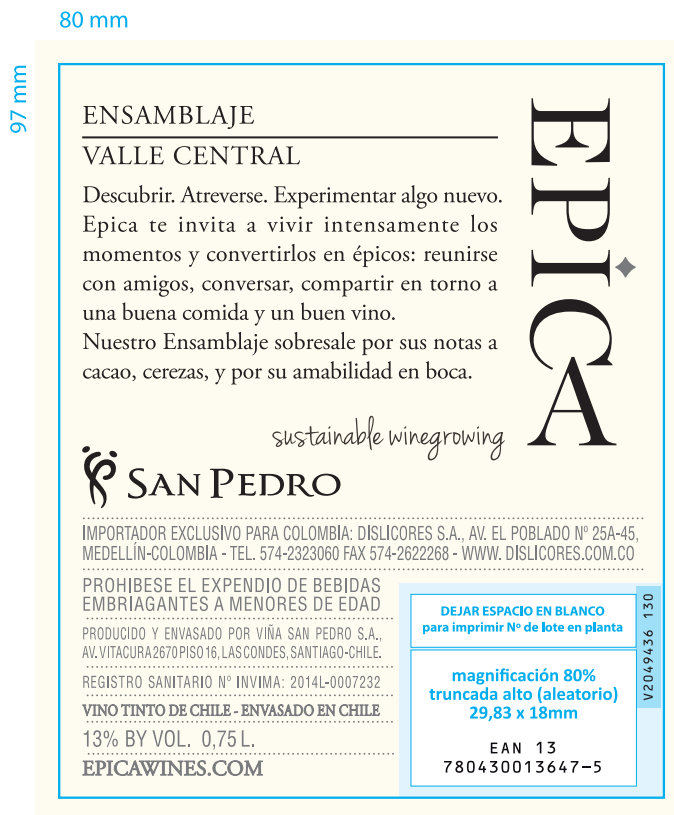 80 mm
97 mm
ENSAMBLAJE
VALLE CENTRAL
Descubrir. Atreverse. Experimentar algo nuevo.
Epica te invita a vivir intensamente los
momentos y convertirlos en épicos: reunirse
con amigos, conversar, compartir en torno a
una buena comida y un buen vino.
Nuestro Ensamblaje sobresale por sus notas a
cacao, cerezas, y por su amabilidad en boca.
EPICA
sustainable winegrowing
SAN PEDRO
IMPORTADOR EXCLUSIVO PARA COLOMBIA: DISLICORES S.A., AV. EL POBLADO Nº 25A-45,
MEDELLÍN-COLOMBIA - TEL. 574-2323060 FAX 574-2622268 - WWW. DISLICORES.COM.CO
PROHIBESE EL EXPENDIO DE BEBIDAS
EMBRIAGANTES A MENORES DE EDAD
PRODUCIDO Y ENVASADO POR VIÑA SAN PEDRO S.A.,
AV. VITACURA 2670 PISO 16, LAS CONDES, SANTIAGO-CHILE.
REGISTRO SANITARIO Nº INVIMA: 2014L-0007232
VINO TINTO DE CHILE - ENVASADO EN CHILE
13% BY VOL. 0,75 L.
EPICAWINES.COM
DEJAR ESPACIO EN BLANCO
para imprimir Nº de lote en planta
magnificación 80%
truncada alto (aleatorio)
29,83 x 18mm
EAN 13
780430013647-5
V2049436 130